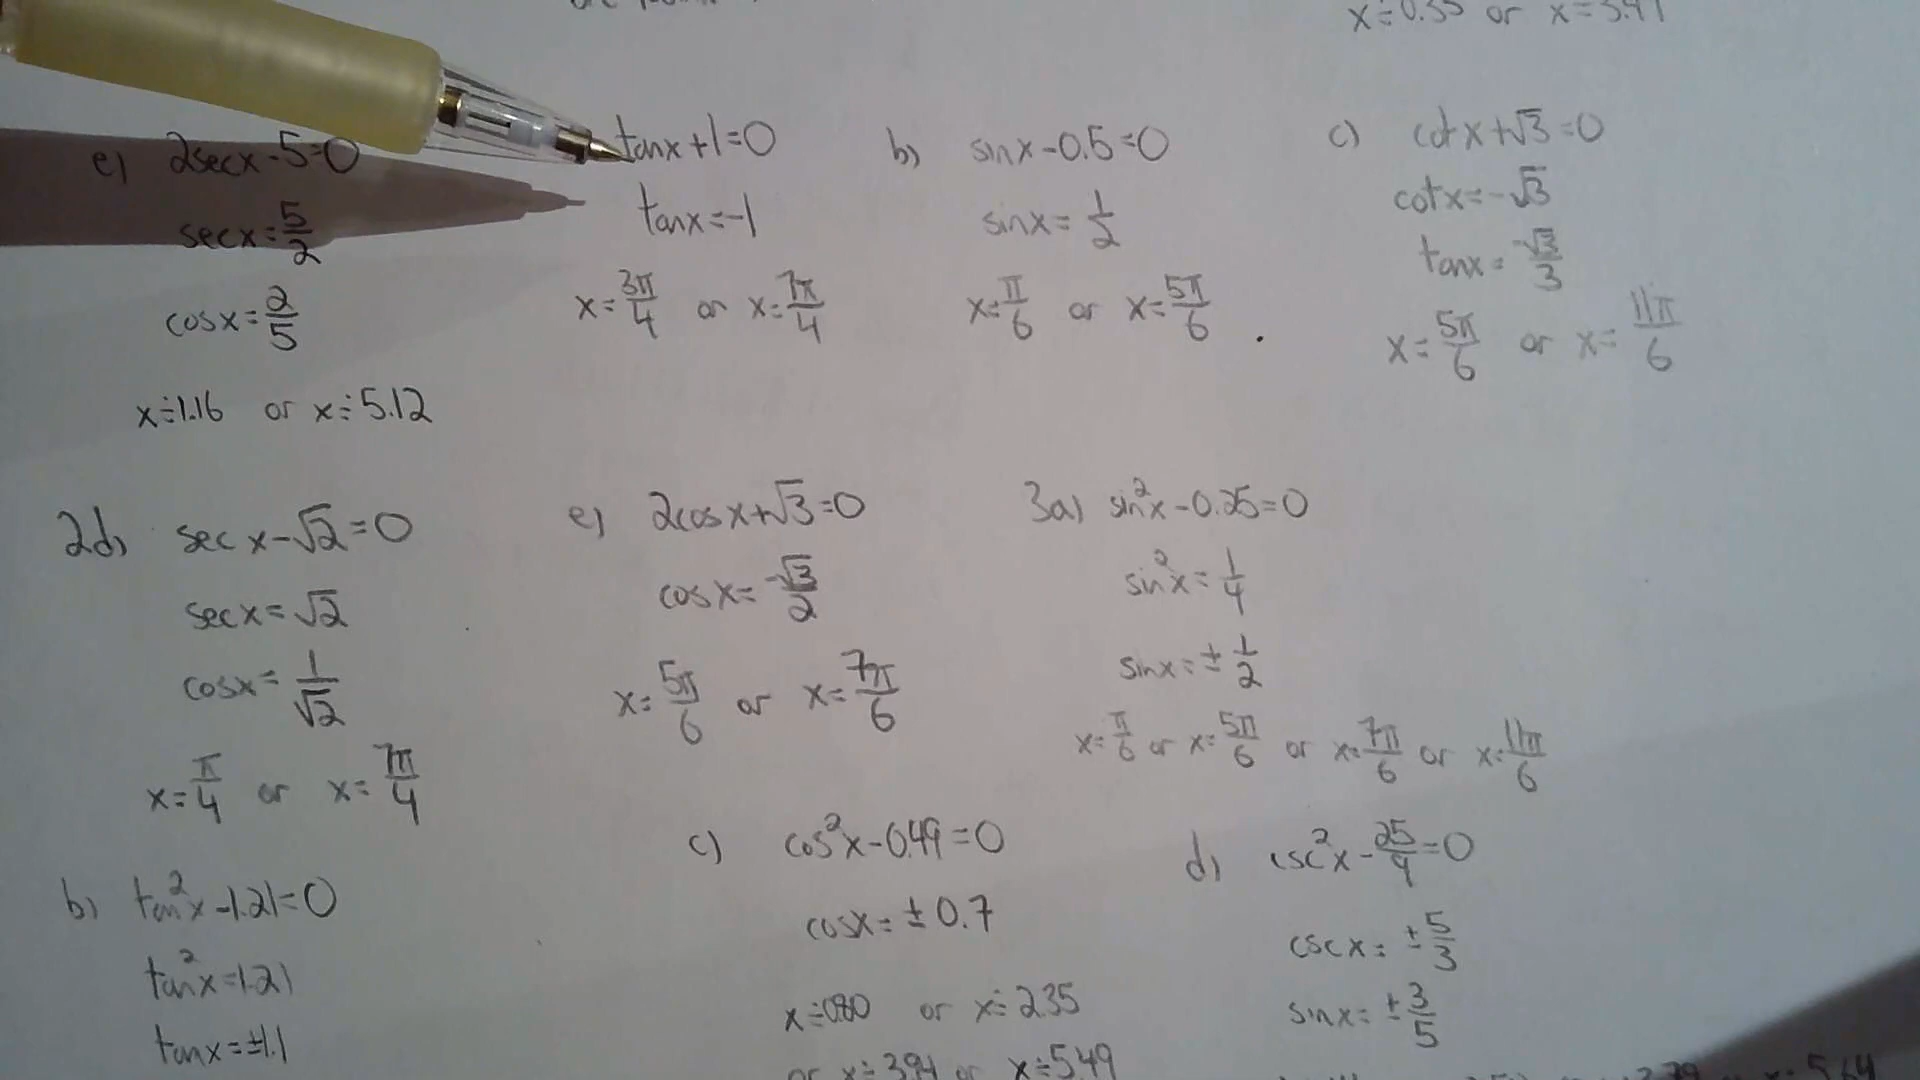 x≐0.35 or x=
e) 2secx-5=0
secx=5/2
cosx=2/5
x≐1.16 or x≐5.12
tanx+1=0
tanx=-1
x=3π/4 or x=7π/4
b) sinx-0.5=0
sinx=1/2
x=π/6 or x=5π/6
c) cotx+√3=0
cotx=-√3
tanx=-√3/3
x=5π/6 or x=11π/6
2d) secx-√2=0
secx=√2
cosx=1/√2
x=π/4 or x=7π/4
e) 2cosx+√3=0
cosx=-√3/2
x=5π/6 or x=7π/6
3a) sin²x-0.25=0
sin²x=1/4
sinx=±1/2
x=π/6 or x=5π/6 or x=7π/6 or x=11π/6
b) tan²x-1.21=0
tan²x=1.21
tanx=±1.1
c) cos²x-0.49=0
cosx=±0.7
x≐0.80 or x≐2.35
or x≐3.94 or x≐5.49
d) csc²x-25/9=0
cscx=±5/3
sinx=±3/5